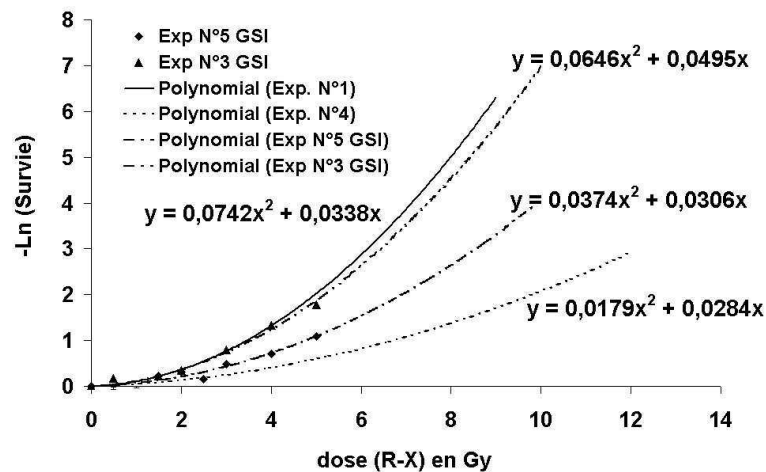 -8
-7
-6
-5
-4
-3
-2
-1
0
-Ln (Survie)
Exp N°5 GSI
Exp N°3 GSI
Polynomial (Exp. N°1)
Polynomial (Exp. N°4)
Polynomial (Exp N°5 GSI)
Polynomial (Exp N°3 GSI)
y = 0,0646x² + 0,0495x
y = 0,0742x² + 0,0338x
y = 0,0374x² + 0,0306x
y = 0,0179x² + 0,0284x
0 2 4 6 8 10 12 14
dose (R-X) en Gy